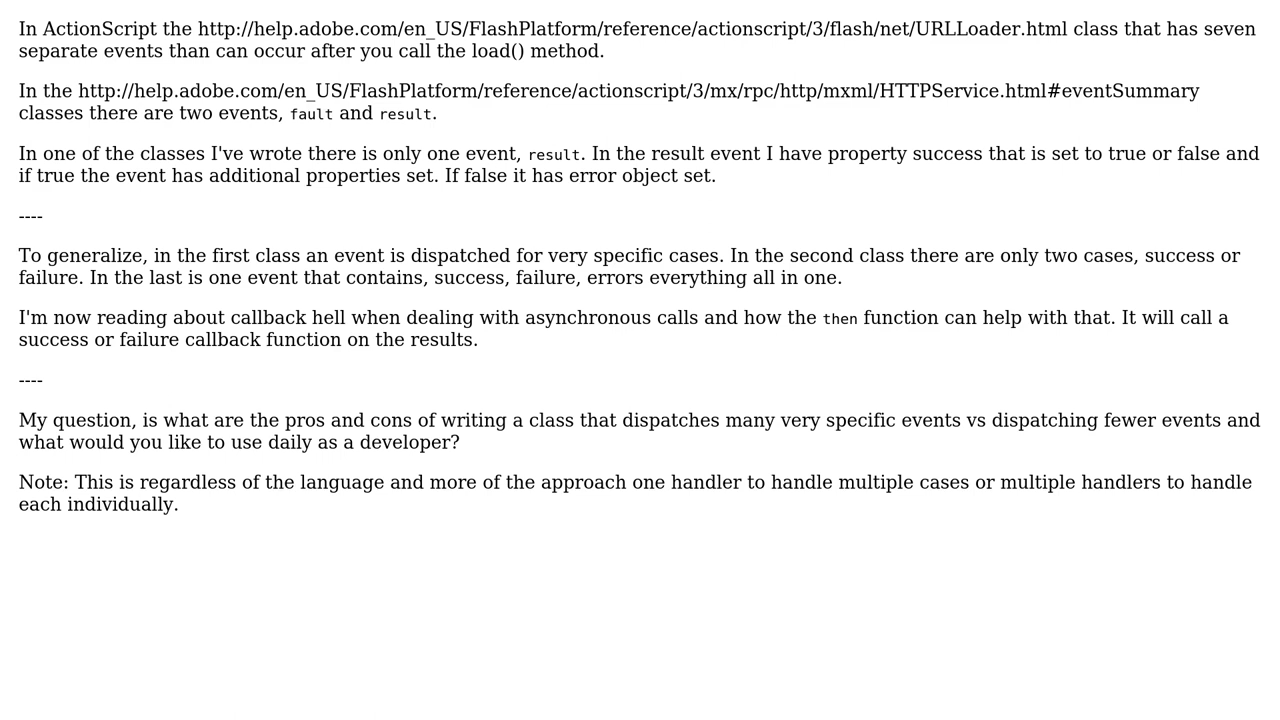 In ActionScript the http://help.adobe.com/en_US/FlashPlatform/reference/actionscript/3/flash/net/URLLoader.html class that has seven
separate events than can occur after you call the load() method.
In the http://help.adobe.com/en_US/FlashPlatform/reference/actionscript/3/mx/rpc/http/mxml/HTTPService.html#eventSummary
classes there are two events, fault and result.
In one of the classes I've wrote there is only one event, result. In the result event I have property success that is set to true or false and
if true the event has additional properties set. If false it has error object set.
----
To generalize, in the first class an event is dispatched for very specific cases. In the second class there are only two cases, success or
failure. In the last is one event that contains, success, failure, errors everything all in one.
I'm now reading about callback hell when dealing with asynchronous calls and how the then function can help with that. It will call a
success or failure callback function on the results.
----
My question, is what are the pros and cons of writing a class that dispatches many very specific events vs dispatching fewer events and
what would you like to use daily as a developer?
Note: This is regardless of the language and more of the approach one handler to handle multiple cases or multiple handlers to handle
each individually.